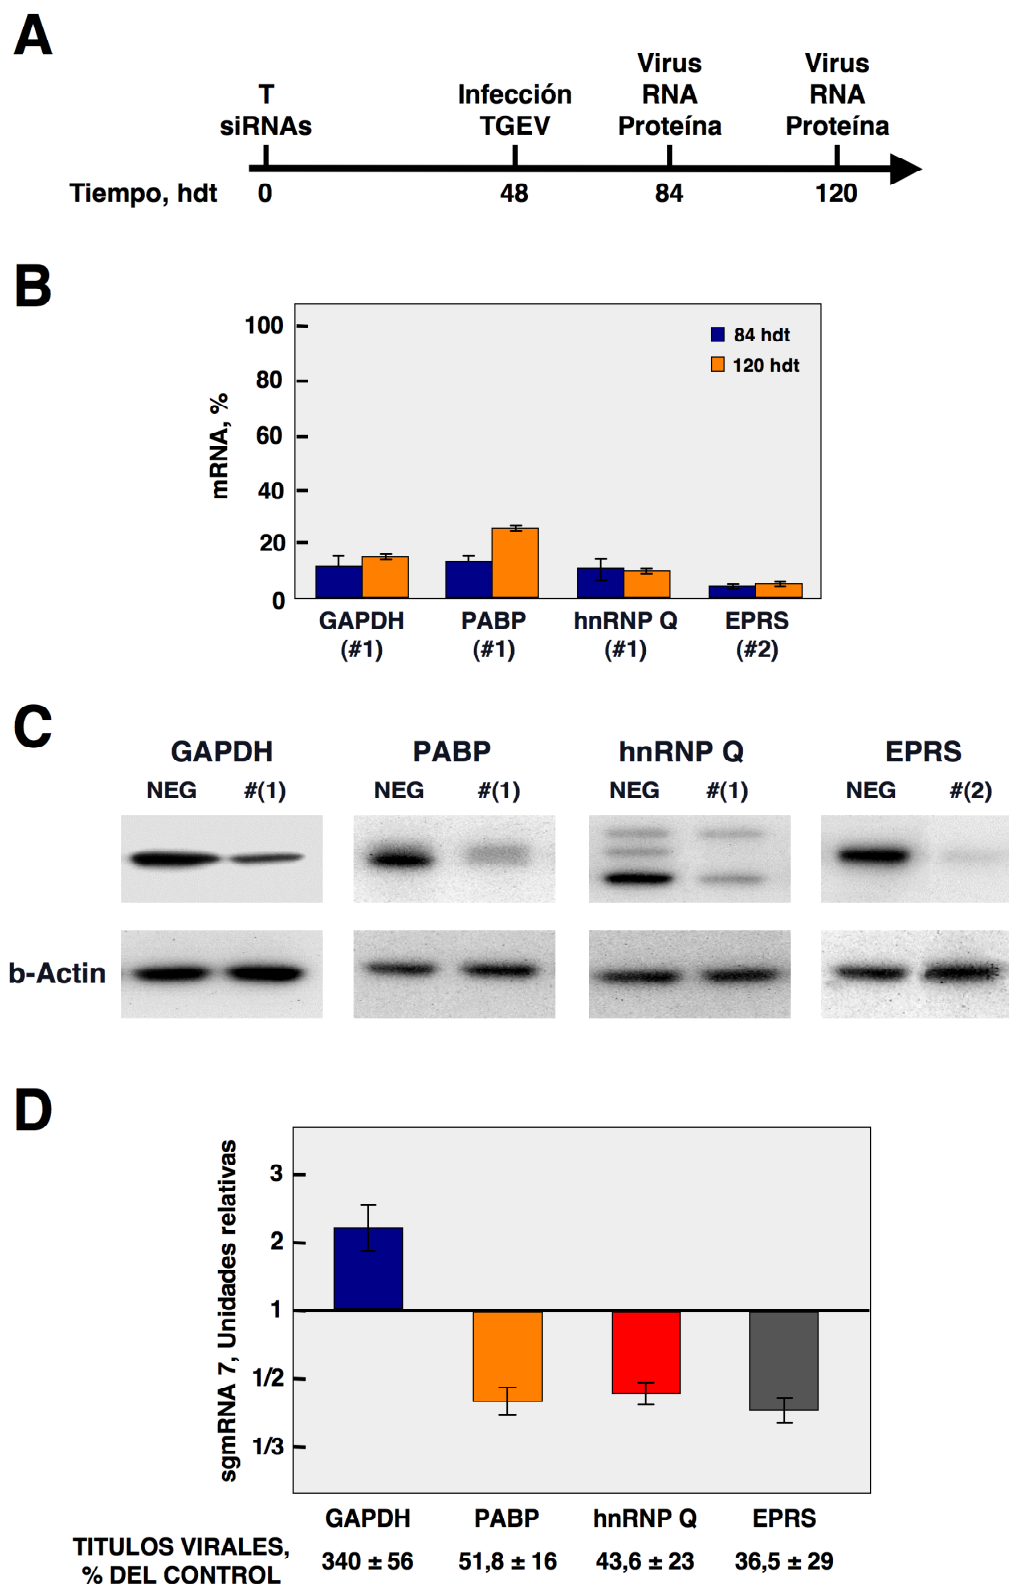 A
T
siRNAs
Infección
TGEV
Virus
RNA
Proteína
Virus
RNA
Proteína
Tiempo, hdt 0 48 84 120
B
mRNA, %
100
80
60
40
20
0
84 hdt
120 hdt
GAPDH PABP hnRNP Q EPRS
(#1) (#1) (#1) (#2)
C
GAPDH PABP hnRNP Q EPRS
NEG #(1) NEG #(1) NEG #(1) NEG #(2)
b-Actin
D
sgmRNA 7, Unidades relativas
3
2
1
1/2
1/3
GAPDH PABP hnRNP Q EPRS
TITULOS VIRALES,
% DEL CONTROL
340 ± 56 51,8 ± 16 43,6 ± 23 36,5 ± 29